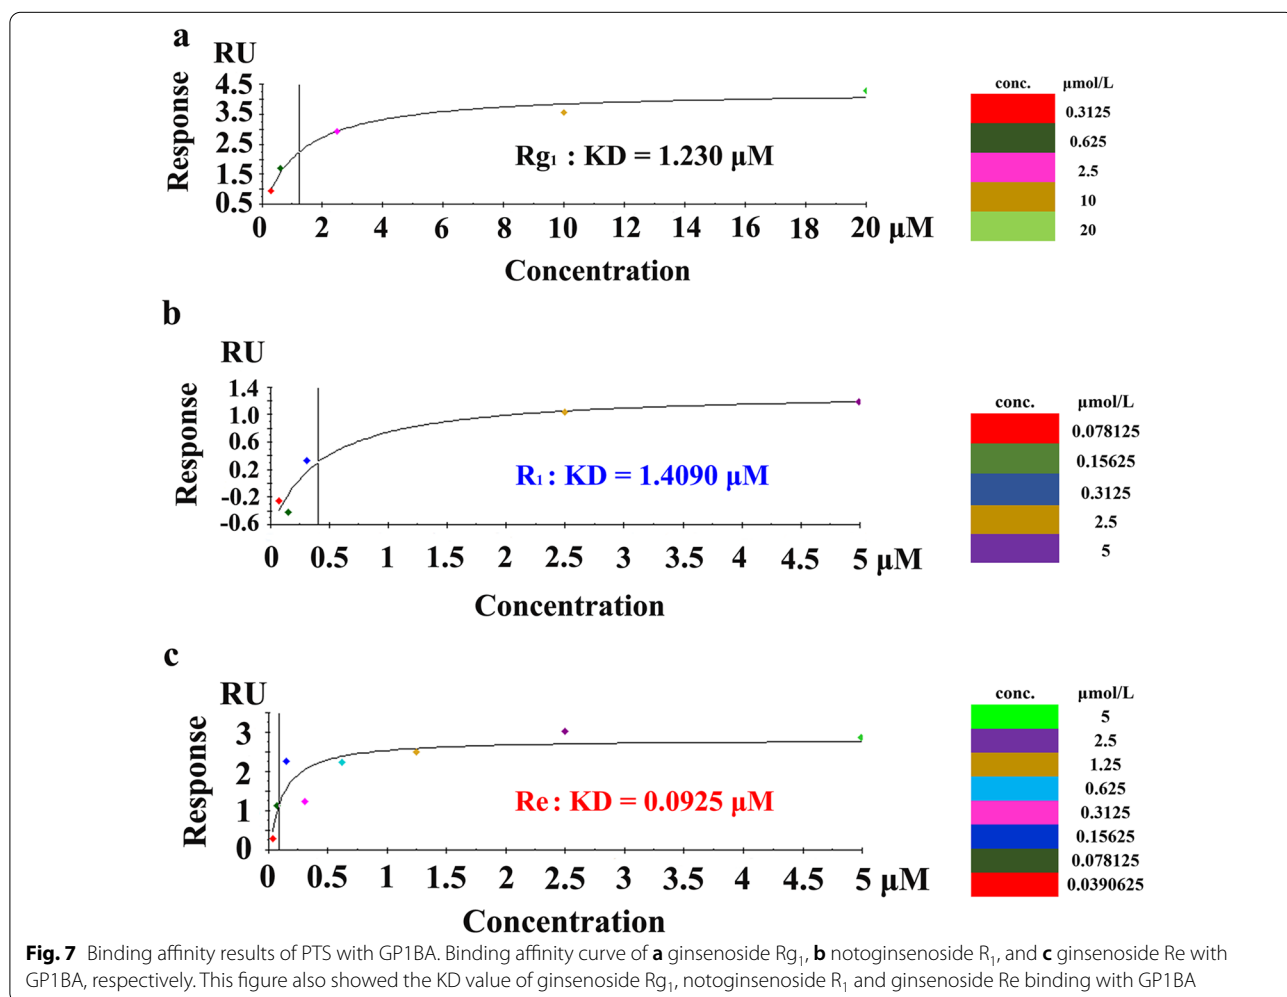 a
RU
4.5
3.5
2.5
1.5
0.5
Response
Rg1 : KD = 1.230 µM
0 2 4 6 8 10 12 14 16 18 20 µM
Concentration
conc. µmol/L
0.3125
0.625
2.5
10
20
b
RU
1.4
1.0
0.6
0.2
-0.2
-0.6
Response
R1 : KD = 1.4090 µM
0 0.5 1 1.5 2 2.5 3 3.5 4 4.5 5 µM
Concentration
conc. µmol/L
0.078125
0.15625
0.3125
2.5
5
c
RU
3
2
1
0
Response
Re : KD = 0.0925 µM
0 0.5 1 1.5 2 2.5 3 3.5 4 4.5 5 µM
Concentration
conc. µmol/L
5
2.5
1.25
0.625
0.3125
0.15625
0.078125
0.0390625
Fig. 7 Binding affinity results of PTS with GP1BA. Binding affinity curve of a ginsenoside Rg1, b notoginsenoside R1, and c ginsenoside Re with
GP1BA, respectively. This figure also showed the KD value of ginsenoside Rg1, notoginsenoside R1 and ginsenoside Re binding with GP1BA